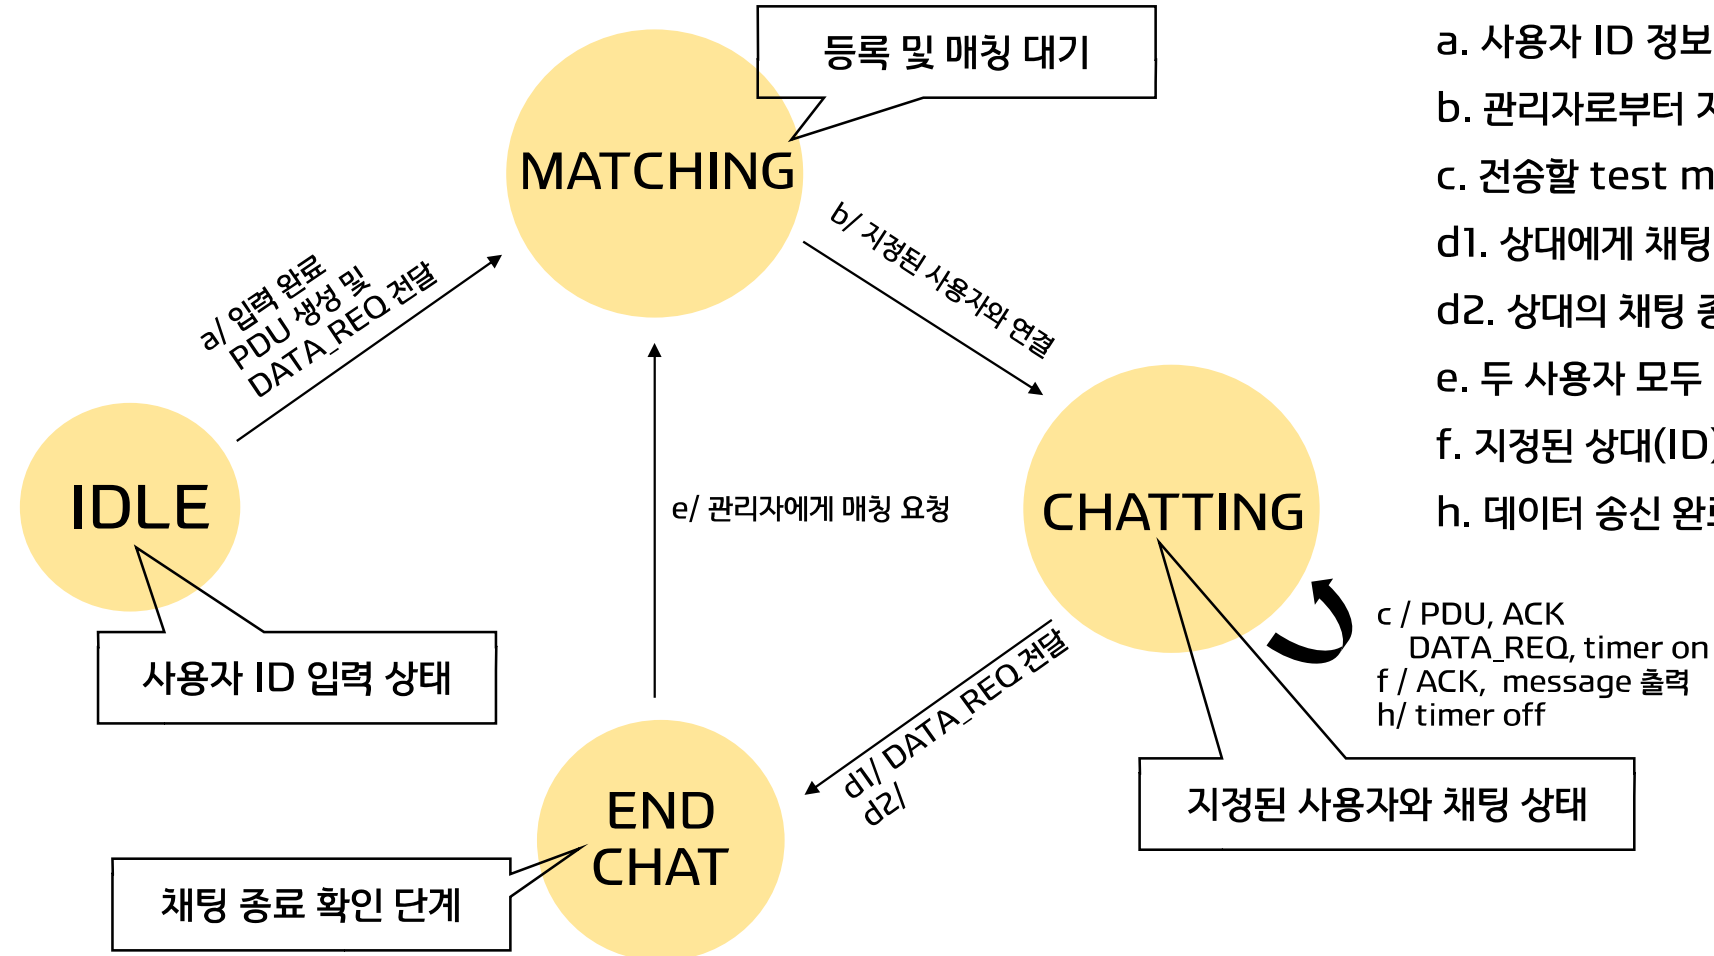 등록 및 매칭 대기
MATCHING
a. 사용자 ID 정보
b. 관리자로부터
c. 전송할 test m
d1. 상대에게 채팅
d2. 상대의 채팅
e. 두 사용자 모두
f. 지정된 상대(ID)
h. 데이터 송신
a/ 입력 완료
PDU 생성 및
DATA_REQ 전달
b/ 지정된 사용자와 연결
IDLE
사용자 ID 입력 상태
e/ 관리자에게 매칭 요청
CHATTING
c / PDU, ACK
DATA_REQ, timer on
f / ACK, message 출력
h/ timer off
d1/ DATA_REQ 전달
d2/
지정된 사용자와 채팅 상태
END
CHAT
채팅 종료 확인 단계